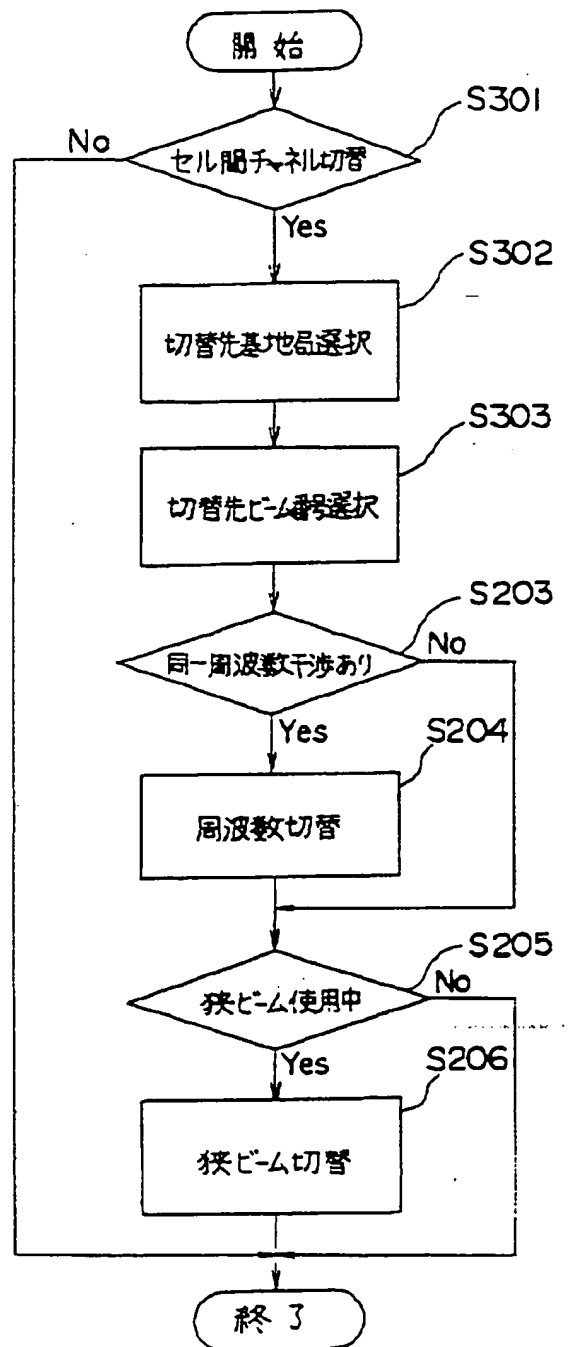 開始
S301
No
セル間チャネル切替
Yes
S302
切替先基地局選択
S303
切替先ビーム番号選択
S203
No
同一周波数干渉あり
Yes
S204
周波数切替
S205
No
狭ビーム使用中
Yes
S206
狭ビーム切替
終了